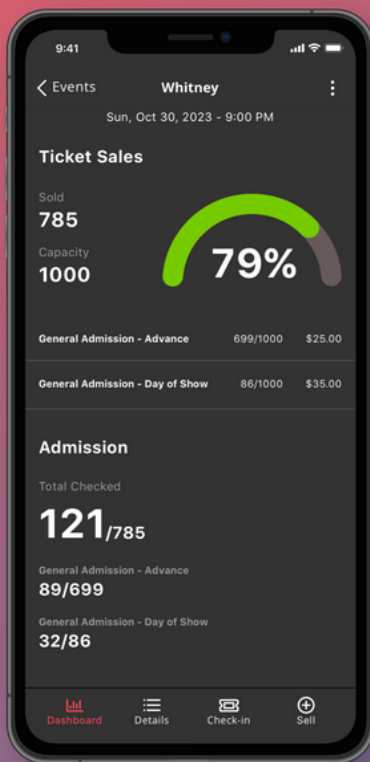 9:41
Events Whitney
Sun, Oct 30, 2023 - 9:00 PM
Ticket Sales
Sold
785
Capacity
1000
79%
General Admission - Advance 699/1000 $25.00
General Admission - Day of Show 86/1000 $35.00
Admission
Total Checked
121/785
General Admission - Advance
89/699
General Admission - Day of Show
32/86
Dashboard Details Check-in Sell